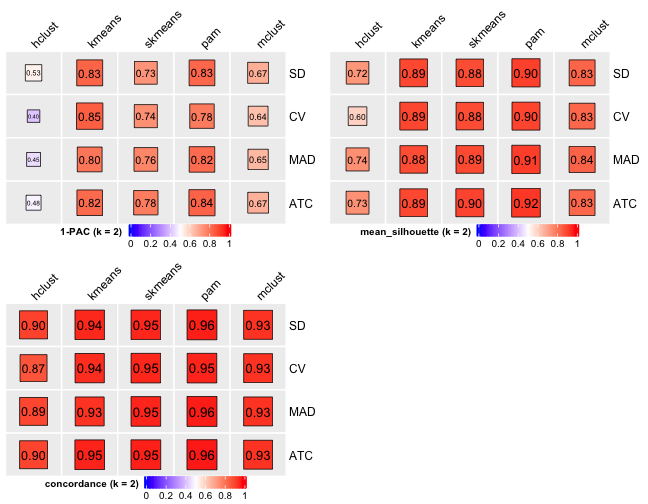 hclust kmeans skmeans pam mclust
0.53 0.83 0.73 0.83 0.67 SD
0.40 0.85 0.74 0.78 0.64 CV
0.45 0.80 0.76 0.82 0.65 MAD
0.48 0.82 0.78 0.84 0.67 ATC
1-PAC (k = 2)
0 0.2 0.4 0.6 0.8 1
hclust kmeans skmeans pam mclust
0.72 0.89 0.88 0.90 0.83 SD
0.60 0.89 0.88 0.90 0.83 CV
0.74 0.88 0.89 0.91 0.84 MAD
0.73 0.89 0.90 0.92 0.83 ATC
mean_silhouette (k = 2)
0 0.2 0.4 0.6 0.8 1
hclust kmeans skmeans pam mclust
0.90 0.94 0.95 0.96 0.93 SD
0.87 0.94 0.95 0.95 0.93 CV
0.89 0.93 0.95 0.96 0.93 MAD
0.90 0.95 0.95 0.96 0.93 ATC
concordance (k = 2)
0 0.2 0.4 0.6 0.8 1